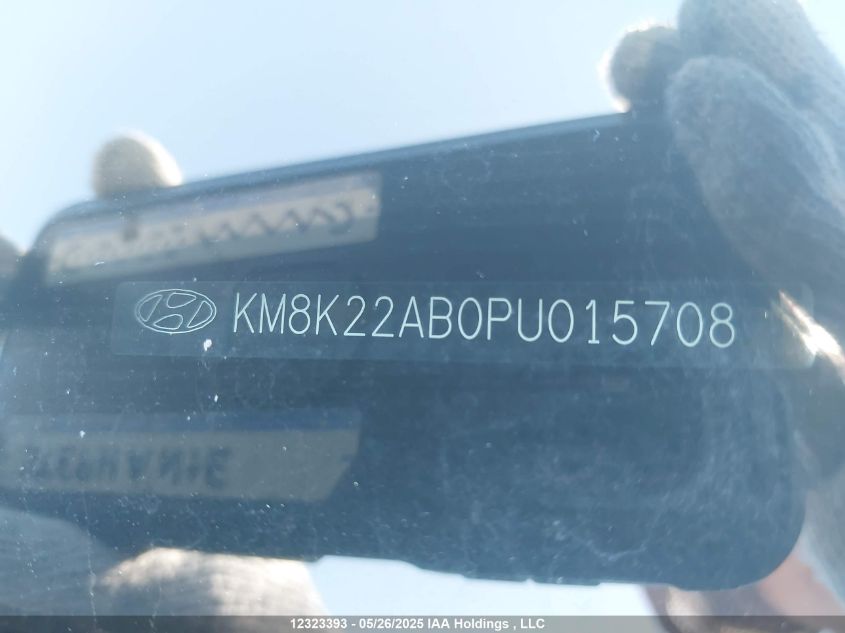 KM8K22AB0PU015708
12323393 - 05/26/2025 IAA Holdings , LLC